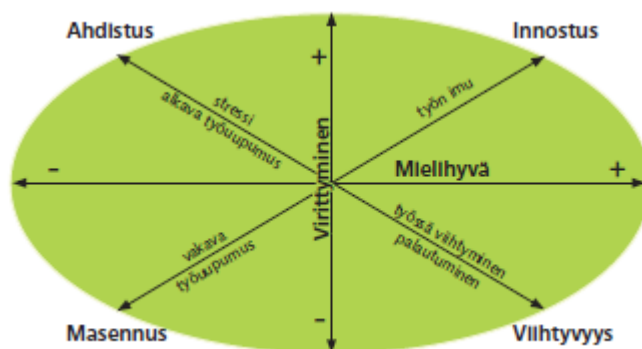 Ahdistus
Innostus
+
stressi
alkava työuupumus
työn imu
-
Virittyminen
Mielihyvä
+
vakava
työuupumus
työssä viihtyminen
palautuminen
-
Masennus
Viihtyvyys